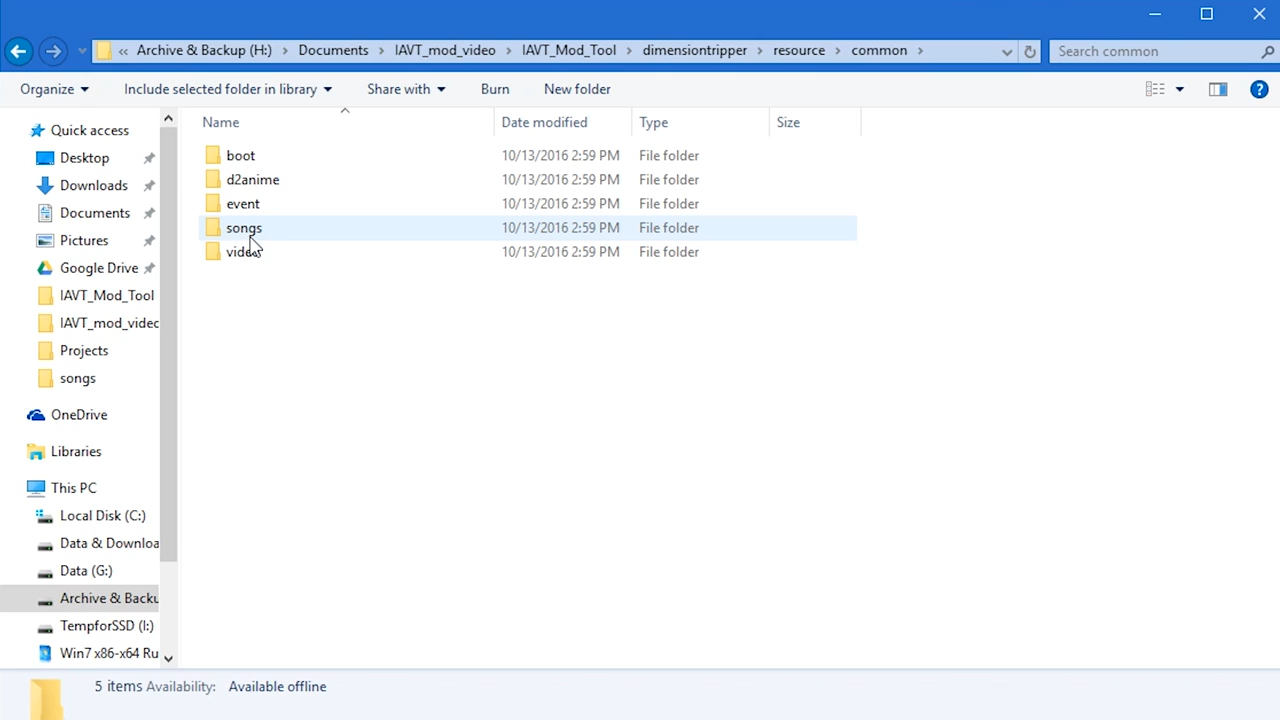 « Archive & Backup (H:) > Documents > IAVT_mod_video > IAVT_Mod_Tool > dimensiontripper > resource > common >
Search common
Organize Include selected folder in library Share with Burn New folder
Name Date modified Type Size
boot 10/13/2016 2:59 PM File folder
d2anime 10/13/2016 2:59 PM File folder
event 10/13/2016 2:59 PM File folder
songs 10/13/2016 2:59 PM File folder
video 10/13/2016 2:59 PM File folder
Quick access
Desktop
Downloads
Documents
Pictures
Google Drive
IAVT_Mod_Tool
IAVT_mod_video
Projects
songs
OneDrive
Libraries
This PC
Local Disk (C:)
Data & Downloa
Data (G:)
Archive & Backu
TempforSSD (I:)
Win7 x86-x64 Ru
5 items Availability: Available offline